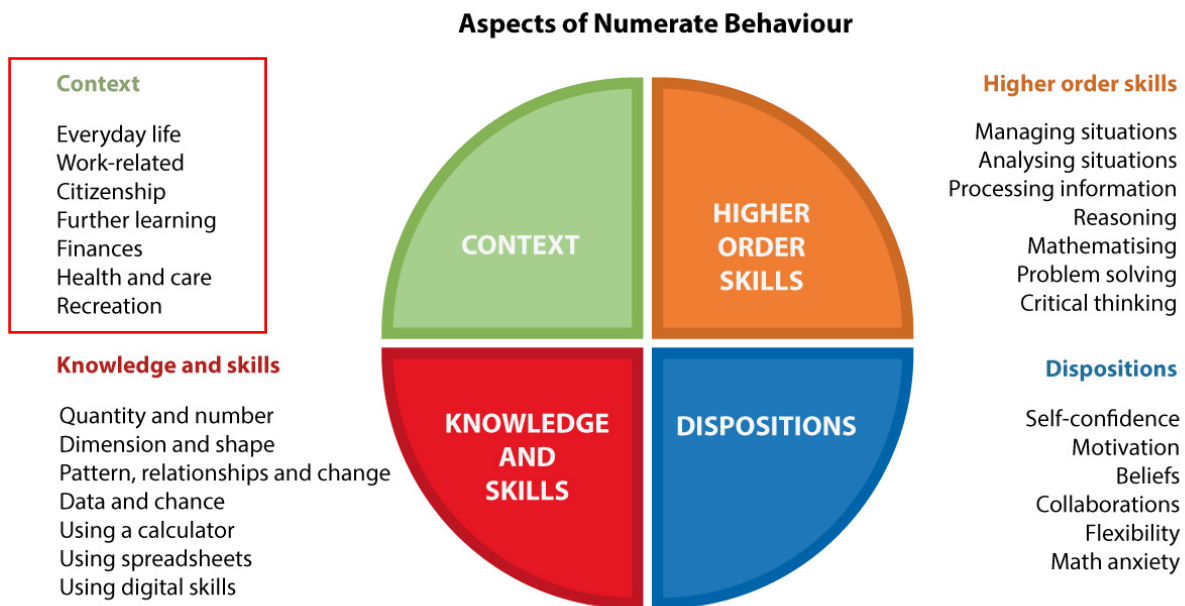 Aspects of Numerate Behaviour
Context
Everyday life
Work-related
Citizenship
Further learning
Finances
Health and care
Recreation
Knowledge and skills
Quantity and number
Dimension and shape
Pattern, relationships and change
Data and chance
Using a calculator
Using spreadsheets
Using digital skills
CONTEXT
HIGHER
ORDER
SKILLS
KNOWLEDGE
AND
SKILLS
DISPOSITIONS
Higher order skills
Managing situations
Analysing situations
Processing information
Reasoning
Mathematising
Problem solving
Critical thinking
Dispositions
Self-confidence
Motivation
Beliefs
Collaborations
Flexibility
Math anxiety